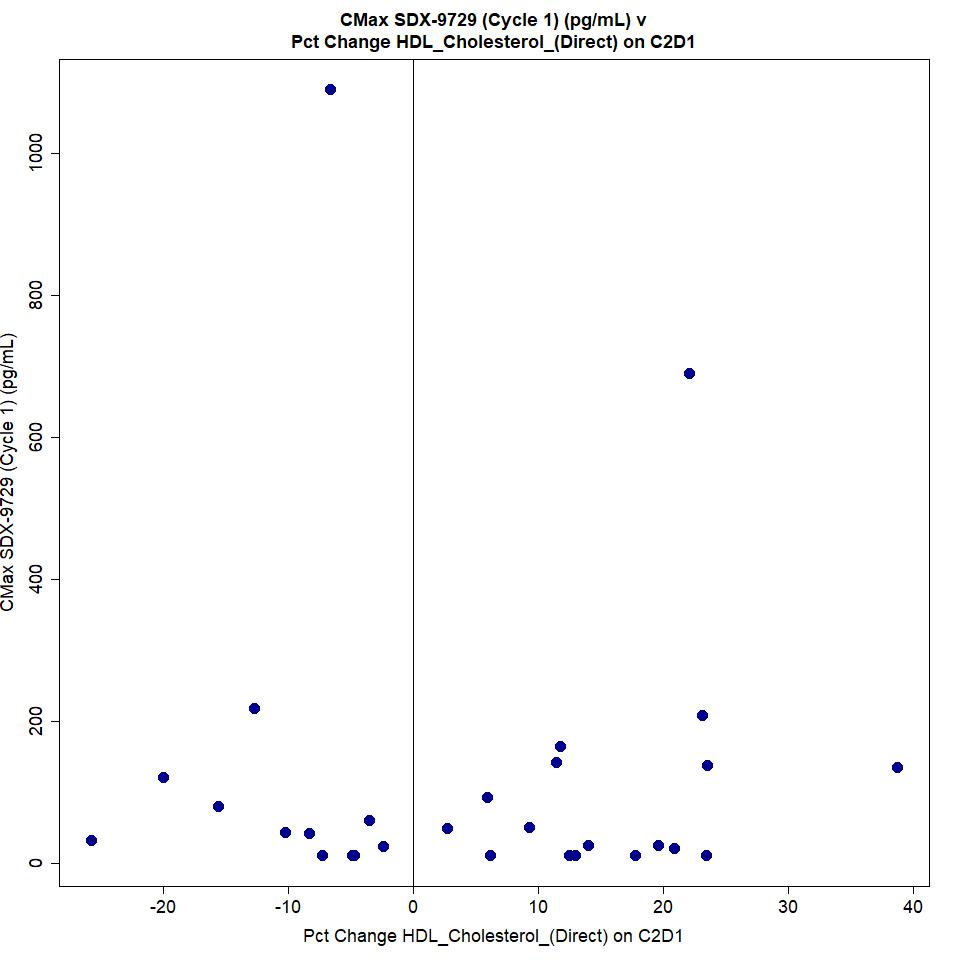 CMax SDX-9729 (Cycle 1) (pg/mL) v
Pct Change HDL_Cholesterol_(Direct) on C2D1
CMax SDX-9729 (Cycle 1) (pg/mL)
1000
800
600
400
200
0
-20 -10 0 10 20 30 40
Pct Change HDL_Cholesterol_(Direct) on C2D1